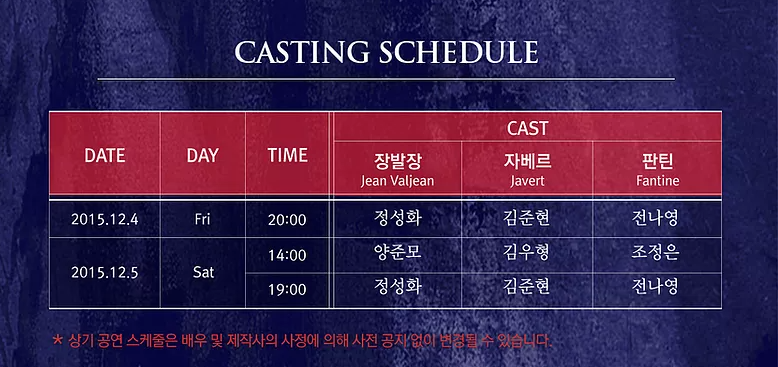 CASTING SCHEDULE
DATE DAY TIME CAST
장발장 자베르 판틴
Jean Valjean Javert Fantine
2015.12.4 Fri 20:00 정성화 김준현 전나영
2015.12.5 Sat 14:00 양준모 김우형 조정은
19:00 정성화 김준현 전나영
* 상기 공연 스케줄은 배우 및 제작사의 사정에 의해 사전 공지 없이 변경될 수 있습니다.